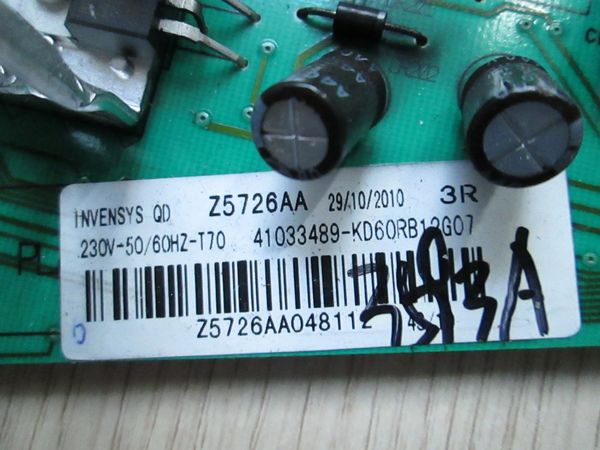 INVENSYS QD Z5726AA 29/10/2010 3R
230V-50/60HZ-T70 41033489-KD60RB12G07
Z5726AA048112